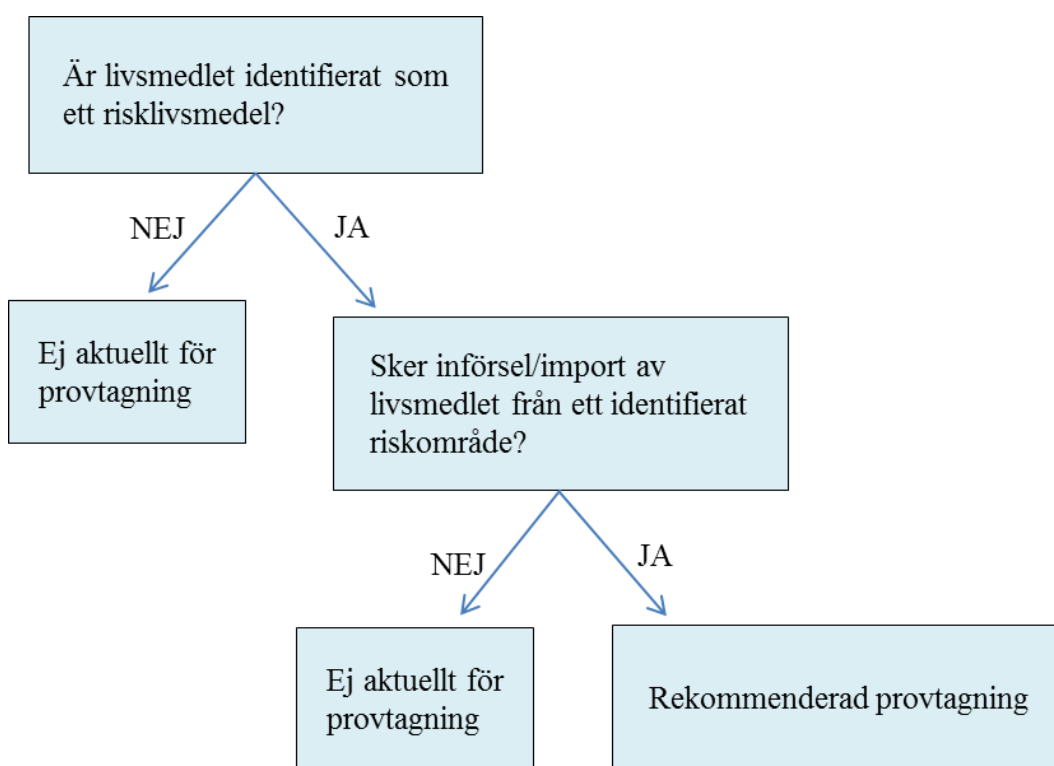 Är livsmedlet identifierat som
ett risklivsmedel?
NEJ
JA
Ej aktuellt för
provtagning
Sker införsel/import av
livsmedlet från ett identifierat
riskområde?
NEJ
JA
Ej aktuellt för
provtagning
Rekommenderad provtagning